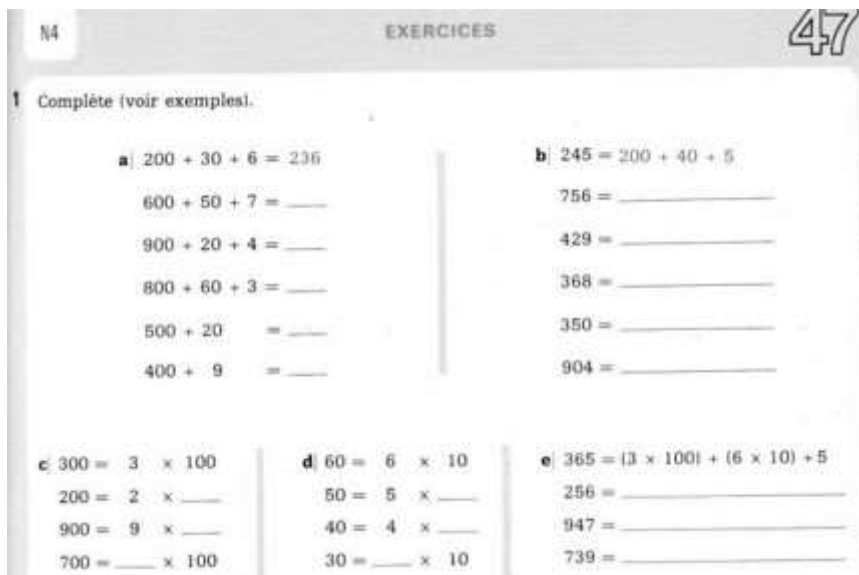 N4 EXERCICES 47
1 Complète (voir exemples).
a| 200 + 30 + 6 = 236
600 + 50 + 7 = ____
900 + 20 + 4 = ____
800 + 60 + 3 = ____
500 + 20 = ____
400 + 9 = ____
b| 245 = 200 + 40 + 5
756 = ____
429 = ____
368 = ____
350 = ____
904 = ____
c| 300 = 3 × 100
200 = 2 × ____
900 = 9 × ____
700 = ____ × 100
d| 60 = 6 × 10
50 = 5 × ____
40 = 4 × ____
30 = ____ × 10
e| 365 = (3 × 100) + (6 × 10) + 5
256 = ____
947 = ____
739 = ____